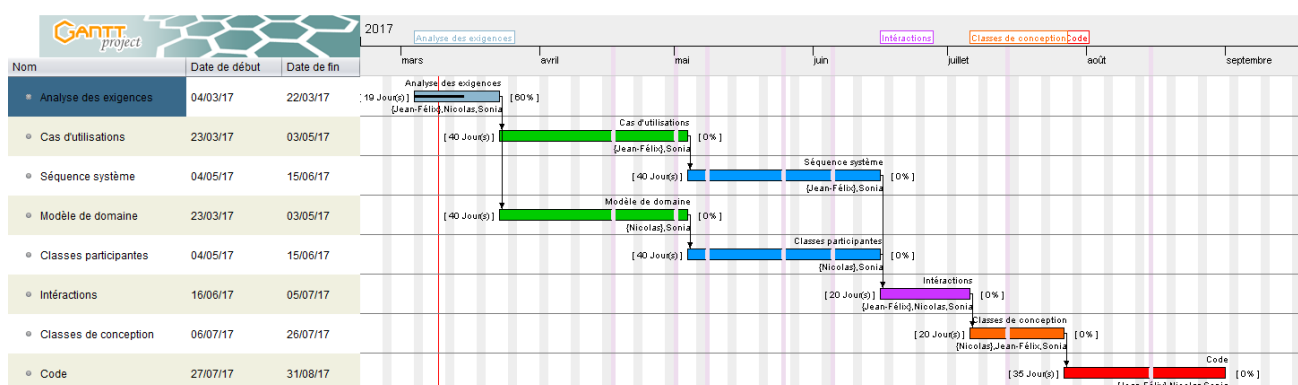 GANTT
project
2017
Analyse des exigences
Intéractions
Classes de conception
Code
Nom
Date de début
Date de fin
mars
avril
mai
juin
juillet
août
septembre
Analyse des exigences
04/03/17
22/03/17
Analyse des exigences
[19 Jour(s) ]
[60% ]
{Jean-Félix},Nicolas,Sonia
Cas d'utilisations
23/03/17
03/05/17
Cas d'utilisations
[40 Jour(s) ]
[0% ]
{Jean-Félix},Sonia
Séquence système
04/05/17
15/06/17
Séquence système
[40 Jour(s) ]
[0% ]
{Jean-Félix},Sonia
Modèle de domaine
23/03/17
03/05/17
Modèle de domaine
[40 Jour(s) ]
[0% ]
{Nicolas},Sonia
Classes participantes
04/05/17
15/06/17
Classes participantes
[40 Jour(s) ]
[0% ]
{Nicolas},Sonia
Intéractions
16/06/17
05/07/17
Intéractions
[20 Jour(s) ]
[0% ]
{Jean-Félix},Nicolas,Sonia
Classes de conception
06/07/17
26/07/17
Classes de conception
[20 Jour(s) ]
[0% ]
{Nicolas},Jean-Félix,Sonia
Code
27/07/17
31/08/17
Code
[35 Jour(s) ]
[0% ]
{Jean-Félix},Nicolas,Sonia